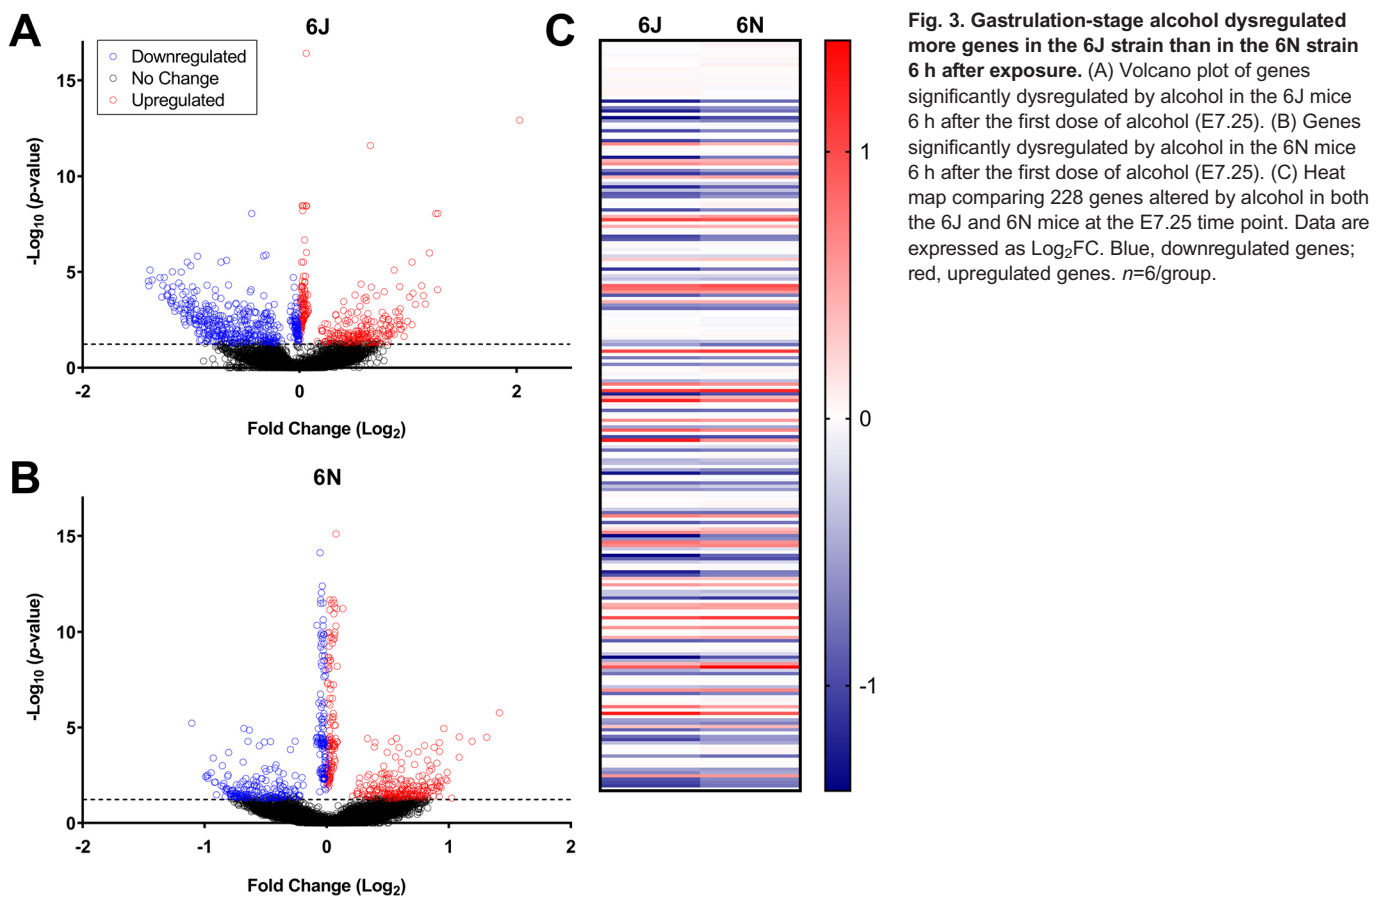 A
6J
Downregulated
No Change
Upregulated
15
10
5
0
-Log10 (p-value)
-2
0
2
Fold Change (Log2)
B
6N
15
10
5
0
-Log10 (p-value)
-2
-1
0
1
2
Fold Change (Log2)
C
6J
6N
1
0
-1
Fig. 3. Gastrulation-stage alcohol dysregulated
more genes in the 6J strain than in the 6N strain
6 h after exposure. (A) Volcano plot of genes
significantly dysregulated by alcohol in the 6J mice
6 h after the first dose of alcohol (E7.25). (B) Genes
significantly dysregulated by alcohol in the 6N mice
6 h after the first dose of alcohol (E7.25). (C) Heat
map comparing 228 genes altered by alcohol in both
the 6J and 6N mice at the E7.25 time point. Data are
expressed as Log2FC. Blue, downregulated genes;
red, upregulated genes. n=6/group.